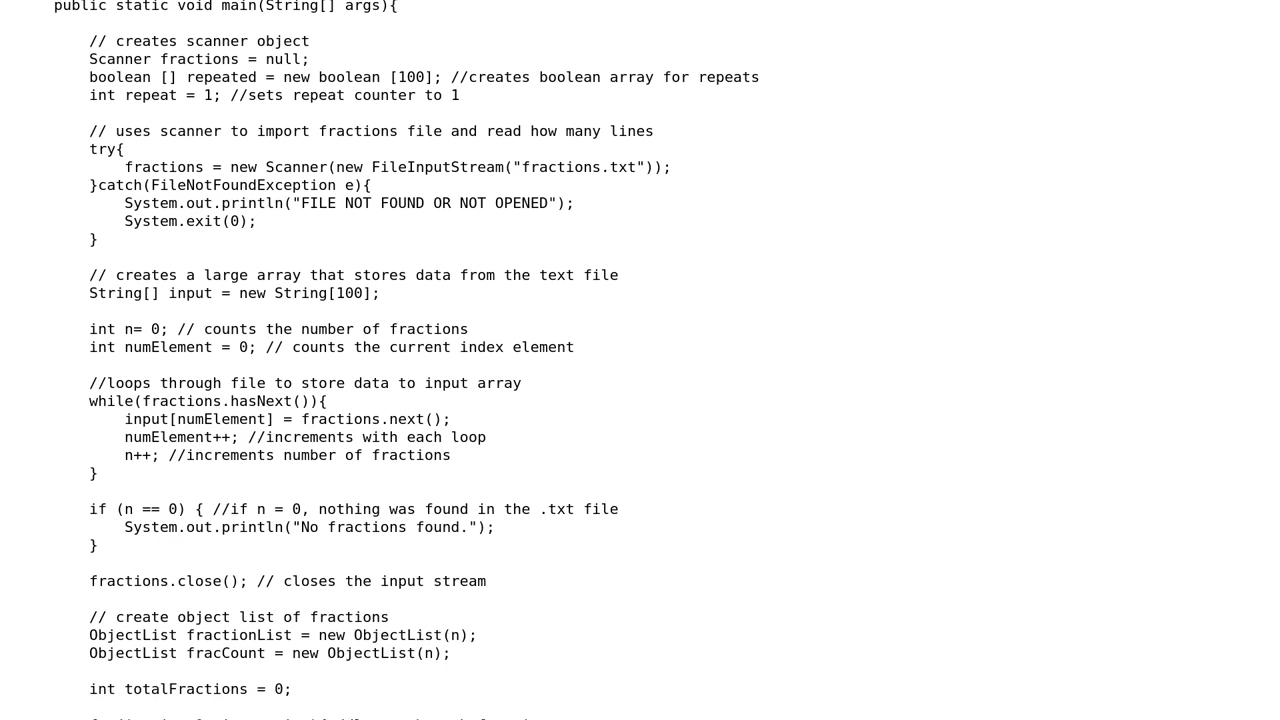 public static void main(String[] args){
// creates scanner object
Scanner fractions = null;
boolean [] repeated = new boolean [100]; //creates boolean array for repeats
int repeat = 1; //sets repeat counter to 1
// uses scanner to import fractions file and read how many lines
try{
fractions = new Scanner(new FileInputStream("fractions.txt"));
}catch(FileNotFoundException e){
System.out.println("FILE NOT FOUND OR NOT OPENED");
System.exit(0);
}
// creates a large array that stores data from the text file
String[] input = new String[100];
int n= 0; // counts the number of fractions
int numElement = 0; // counts the current index element
//loops through file to store data to input array
while(fractions.hasNext()){
input[numElement] = fractions.next();
numElement++; //increments with each loop
n++; //increments number of fractions
}
if (n == 0) { //if n = 0, nothing was found in the .txt file
System.out.println("No fractions found.");
}
fractions.close(); // closes the input stream
// create object list of fractions
ObjectList fractionList = new ObjectList(n);
ObjectList fracCount = new ObjectList(n);
int totalFractions = 0;